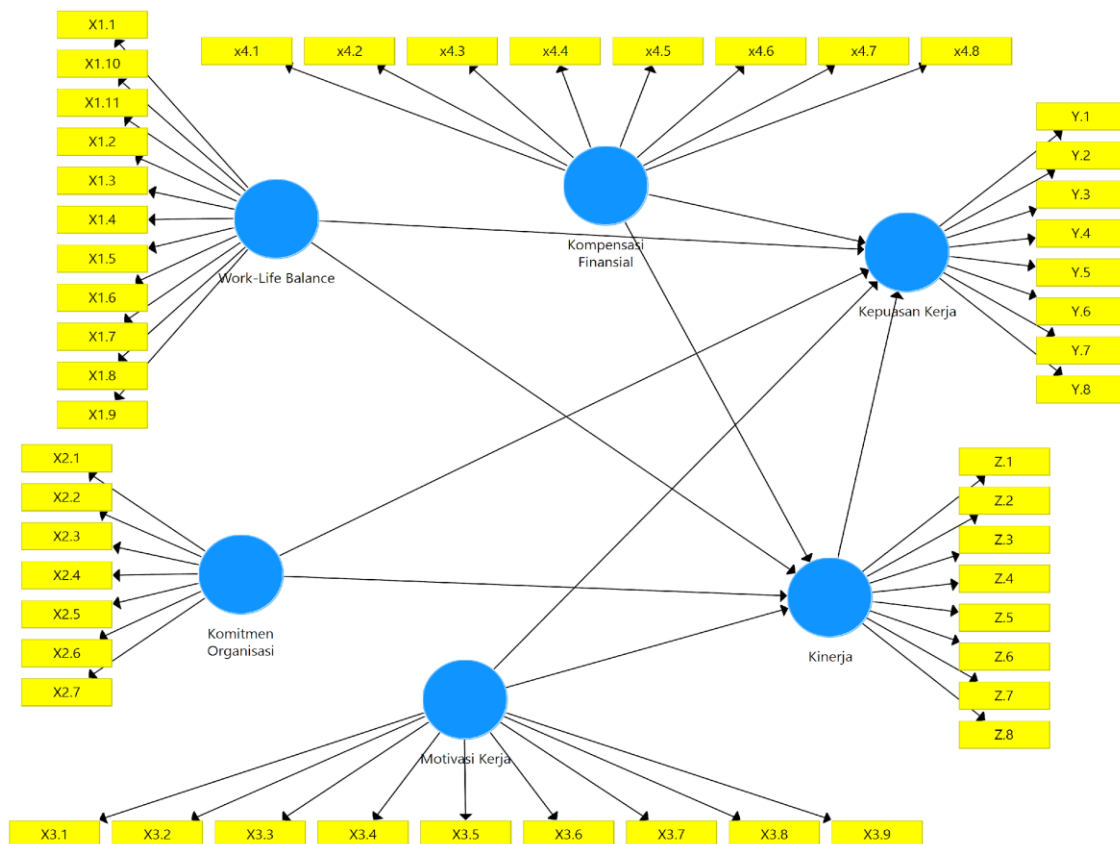 X1.1
X1.10
X1.11
X1.2
X1.3
X1.4
X1.5
X1.6
X1.7
X1.8
X1.9
Work-Life Balance
x4.1
x4.2
x4.3
x4.4
x4.5
x4.6
x4.7
x4.8
Kompensasi
Finansial
Y.1
Y.2
Y.3
Y.4
Y.5
Y.6
Y.7
Y.8
Kepuasan Kerja
X2.1
X2.2
X2.3
X2.4
X2.5
X2.6
X2.7
Komitmen
Organisasi
Z.1
Z.2
Z.3
Z.4
Z.5
Z.6
Z.7
Z.8
Kinerja
Motivasi Kerja
X3.1
X3.2
X3.3
X3.4
X3.5
X3.6
X3.7
X3.8
X3.9